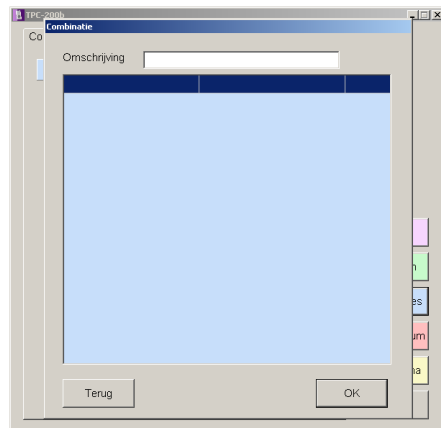 TPC-200b
Combinatie
Co
Omschrijving
n
es
um
na
Terug
OK